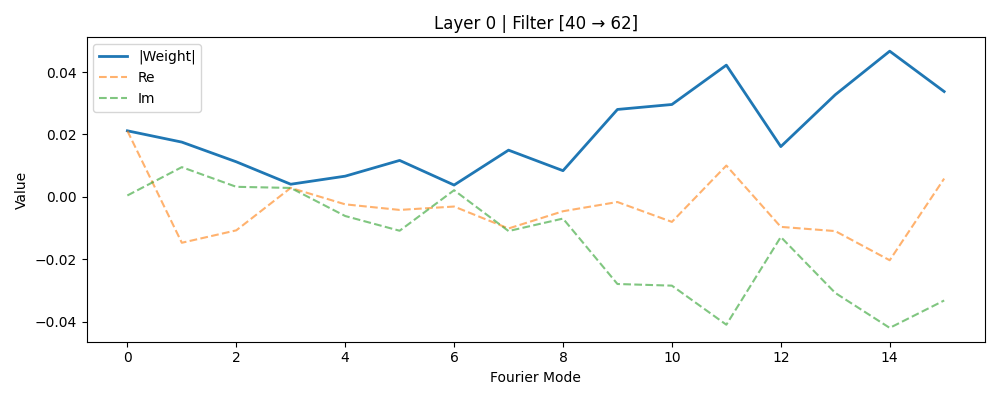 Layer 0 | Filter [40 → 62]
|Weight|
Re
Im
0.04
0.02
0.00
−0.02
−0.04
Value
0 2 4 6 8 10 12 14
Fourier Mode